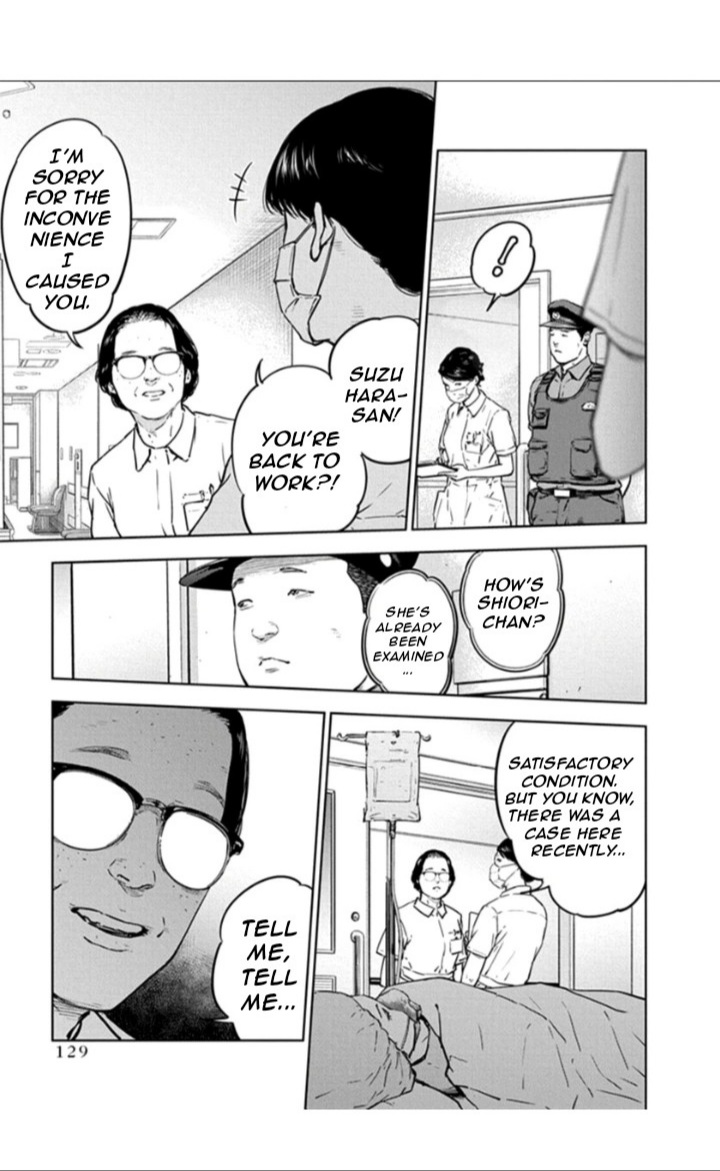 !
SUZU
HARA-
SAN!
YOU'RE
BACK TO
WORK?!
I'M
SORRY
FOR THE
INCONVE
NIENCE
I
CAUSED
YOU.
HOW'S
SHIORI-
CHAN?
SHE'S
ALREADY
BEEN
EXAMINED
...
SATISFACTORY
CONDITION.
BUT YOU KNOW,
THERE WAS A
CASE HERE
RECENTLY...
TELL
ME,
TELL
ME...
129